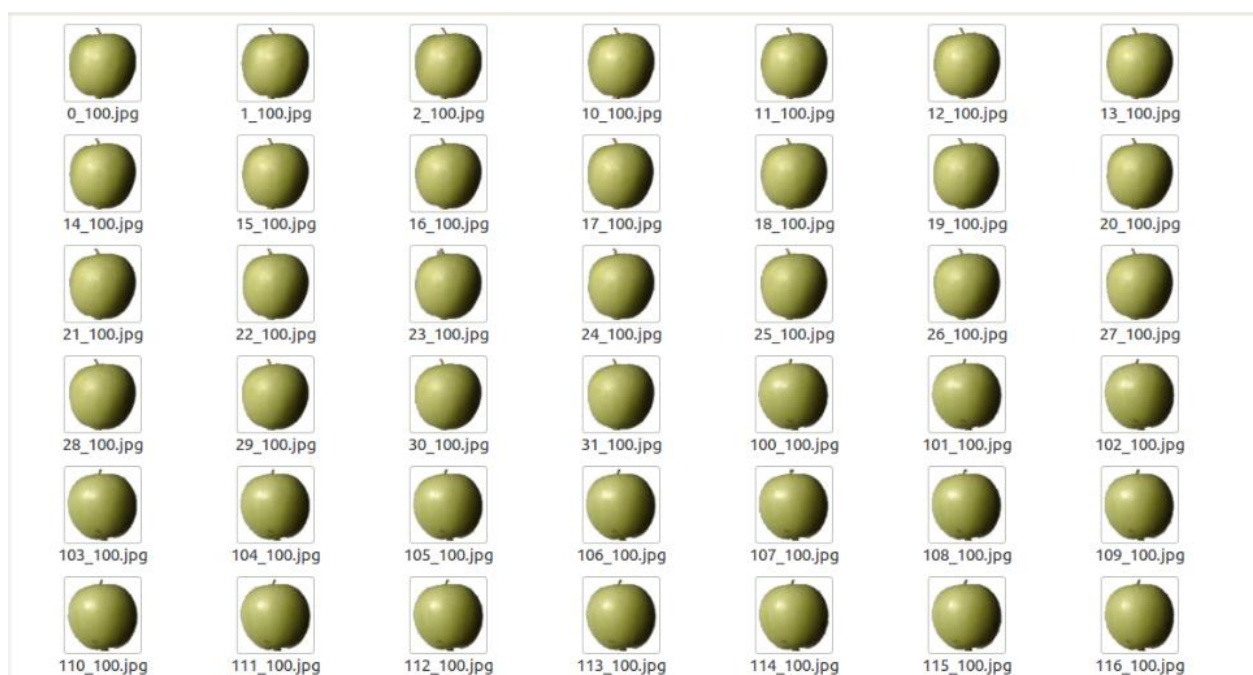 0_100.jpg 1_100.jpg 2_100.jpg 10_100.jpg 11_100.jpg 12_100.jpg 13_100.jpg
14_100.jpg 15_100.jpg 16_100.jpg 17_100.jpg 18_100.jpg 19_100.jpg 20_100.jpg
21_100.jpg 22_100.jpg 23_100.jpg 24_100.jpg 25_100.jpg 26_100.jpg 27_100.jpg
28_100.jpg 29_100.jpg 30_100.jpg 31_100.jpg 100_100.jpg 101_100.jpg 102_100.jpg
103_100.jpg 104_100.jpg 105_100.jpg 106_100.jpg 107_100.jpg 108_100.jpg 109_100.jpg
110_100.jpg 111_100.jpg 112_100.jpg 113_100.jpg 114_100.jpg 115_100.jpg 116_100.jpg